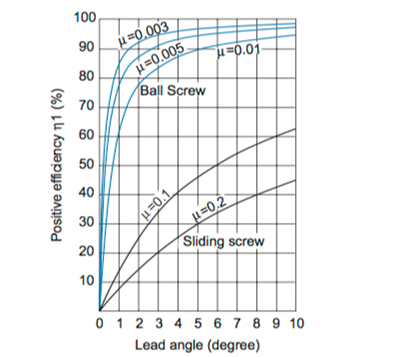 100
90
80
70
60
50
40
30
20
10
Positive efficiency η1 (%)
μ=0.003
μ=0.005
μ=0.01
Ball Screw
μ=0.1
μ=0.2
Sliding screw
0 1 2 3 4 5 6 7 8 9 10
Lead angle (degree)